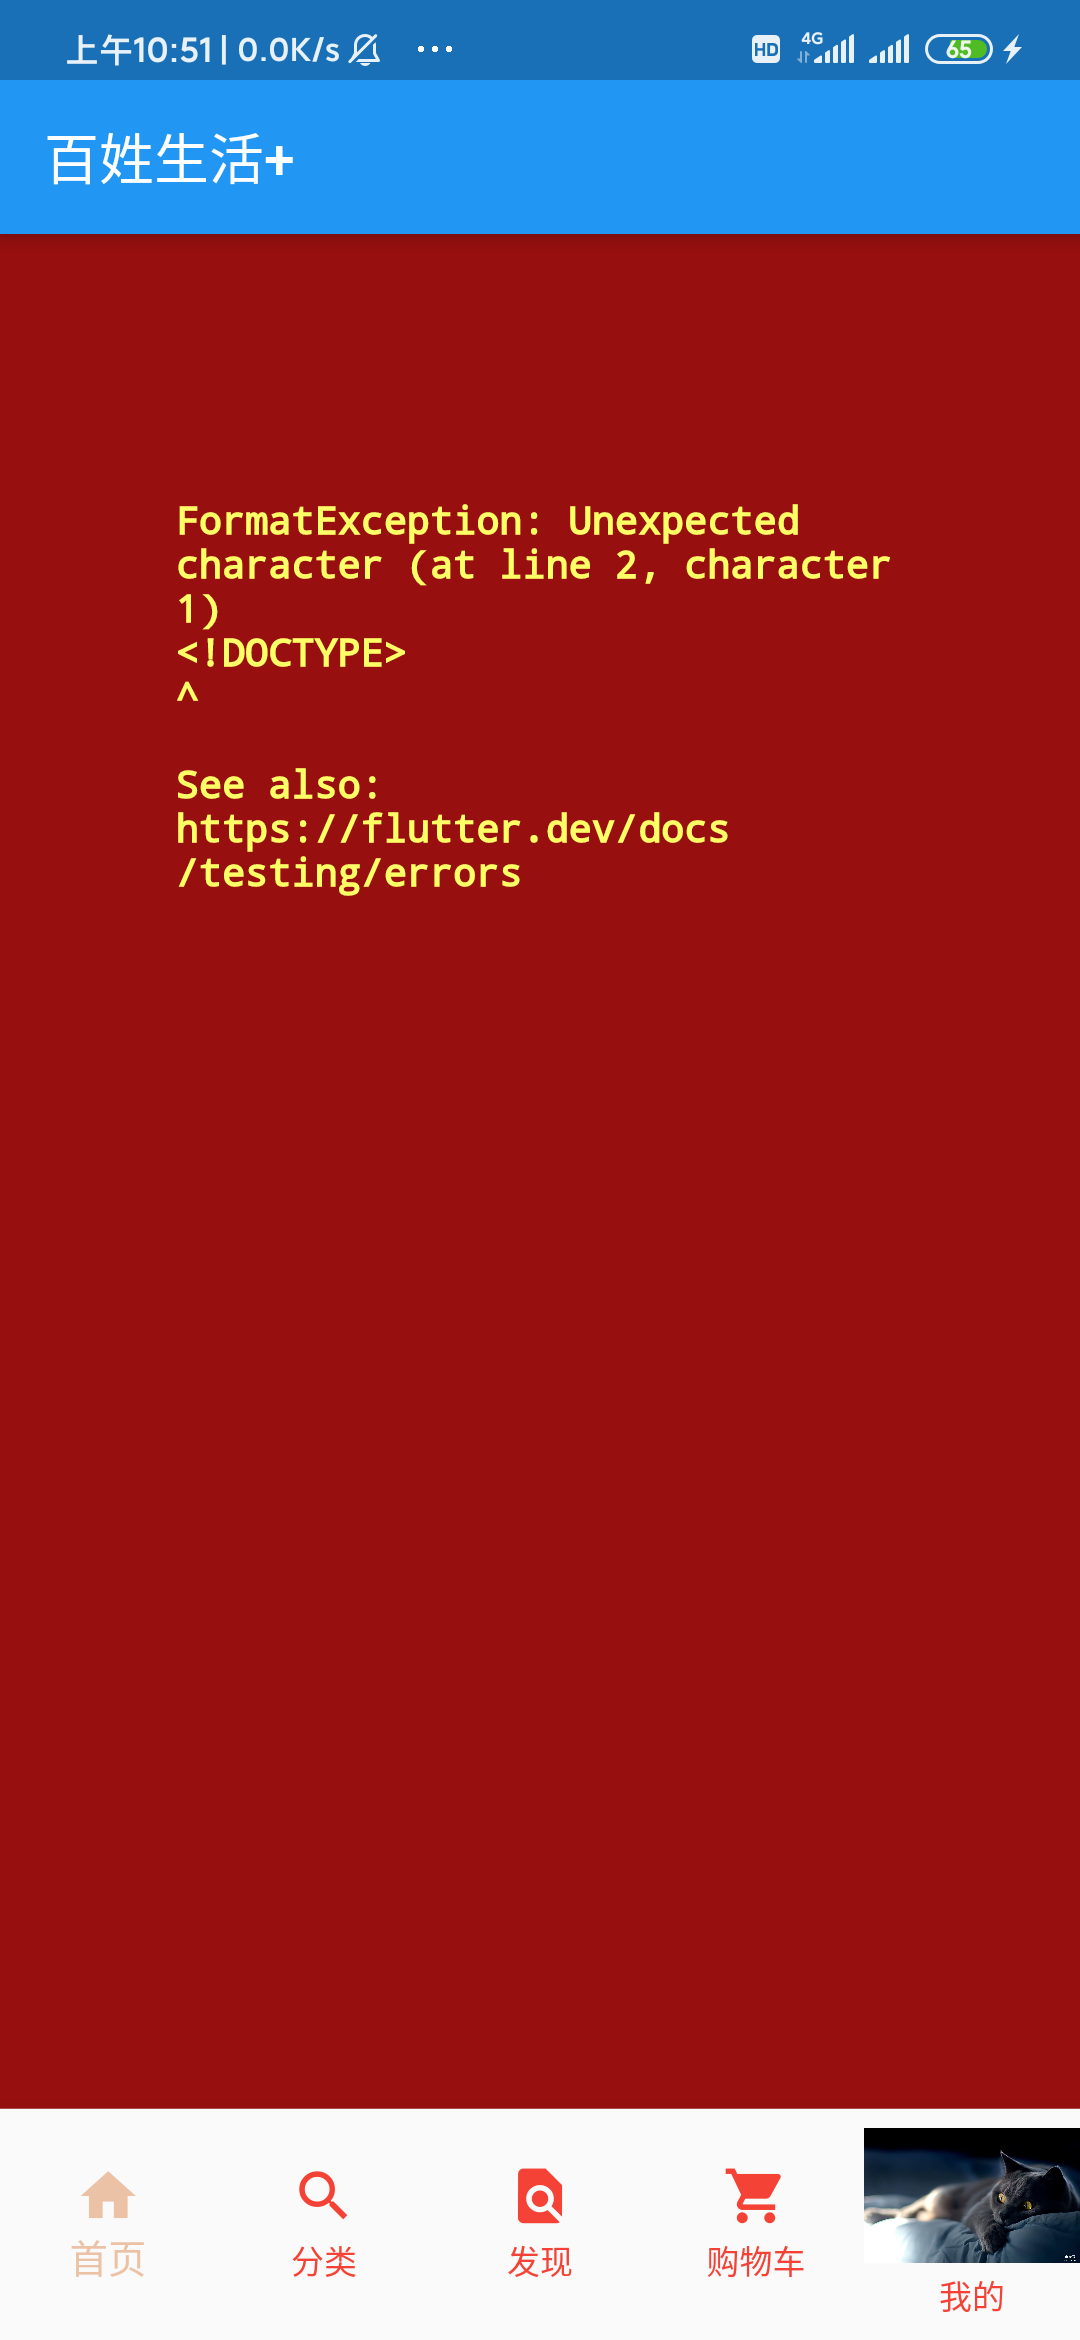 上午10:51 | 0.0K/s ... HD 4G 65
百姓生活+
FormatException: Unexpected
character (at line 2, character
1)
<!DOCTYPE>
^
See also:
https://flutter.dev/docs
/testing/errors
首页 分类 发现 购物车 我的